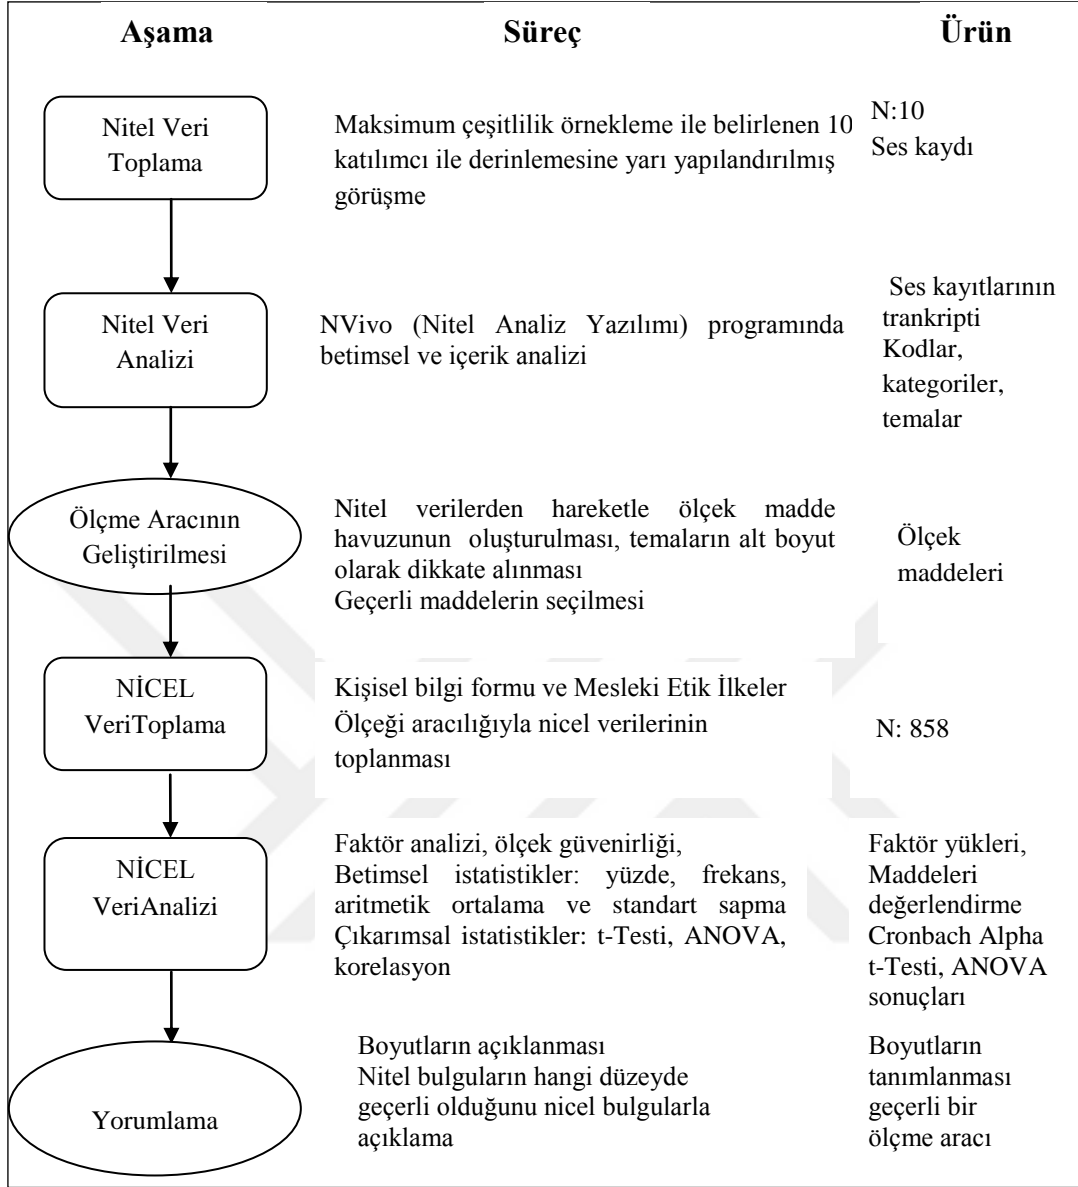 Aşama
Süreç
Ürün
Nitel Veri
Toplama
Maksimum çeşitlilik örnekleme ile belirlenen 10
katılımcı ile derinlemesine yarı yapılandırılmış
görüşme
N:10
Ses kaydı
Nitel Veri
Analizi
NVivo (Nitel Analiz Yazılımı) programında
betimsel ve içerik analizi
Ses kayıtlarının
trankripti
Kodlar,
kategoriler,
temalar
Ölçme Aracının
Geliştirilmesi
Nitel verilerden hareketle ölçek madde
havuzunun oluşturulması, temaların alt boyut
olarak dikkate alınması
Geçerli maddelerin seçilmesi
Ölçek
maddeleri
NİCEL
VeriToplama
Kişisel bilgi formu ve Mesleki Etik İlkeler
Ölçeği aracılığıyla nicel verilerinin
toplanması
N: 858
NİCEL
VeriAnalizi
Faktör analizi, ölçek güvenirliği,
Betimsel istatistikler: yüzde, frekans,
aritmetik ortalama ve standart sapma
Çıkarımsal istatistikler: t-Testi, ANOVA,
korelasyon
Faktör yükleri,
Maddeleri
değerlendirme
Cronbach Alpha
t-Testi, ANOVA
sonuçları
Yorumlama
Boyutların açıklanması
Nitel bulguların hangi düzeyde
geçerli olduğunu nicel bulgularla
açıklama
Boyutların
tanımlanması
geçerli bir
ölçme aracı